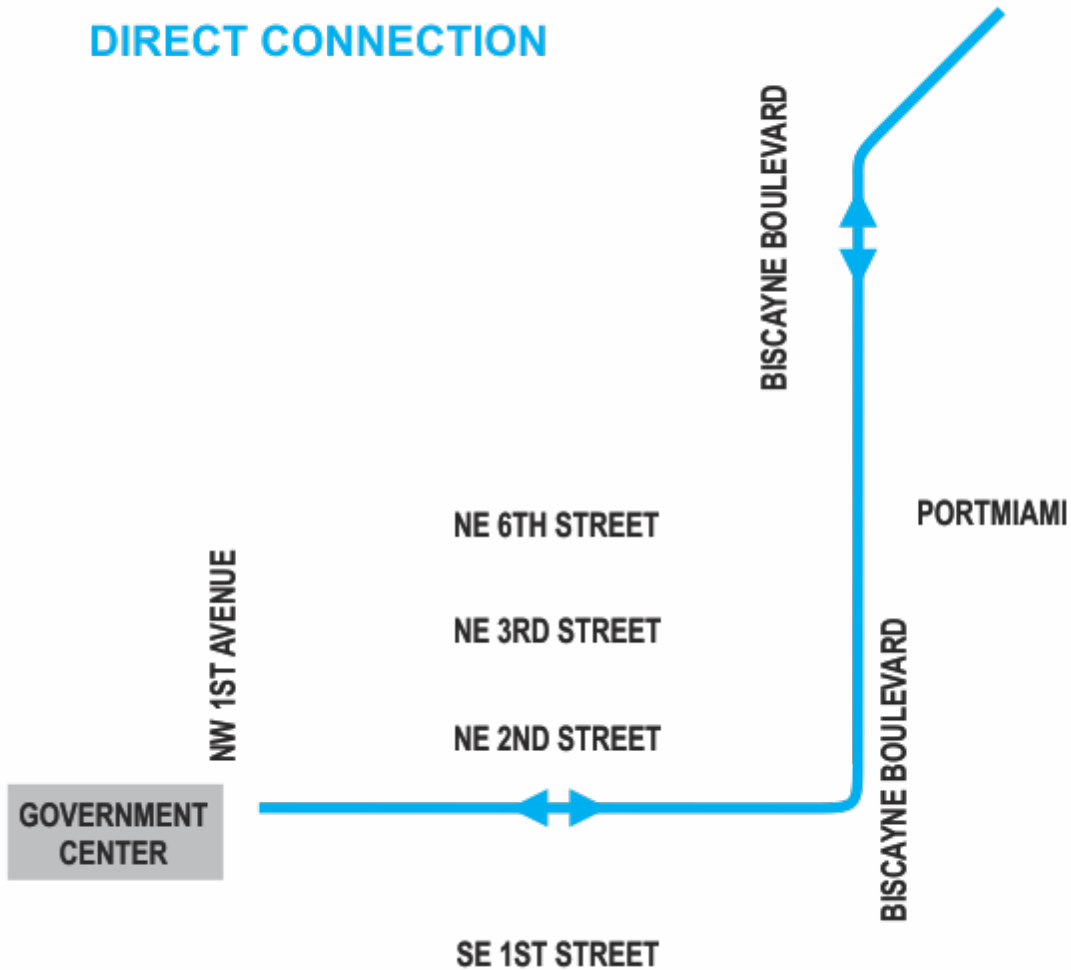 DIRECT CONNECTION
BISCAYNE BOULEVARD
PORTMIAMI
NE 6TH STREET
NW 1ST AVENUE
NE 3RD STREET
BISCAYNE BOULEVARD
NE 2ND STREET
GOVERNMENT
CENTER
SE 1ST STREET